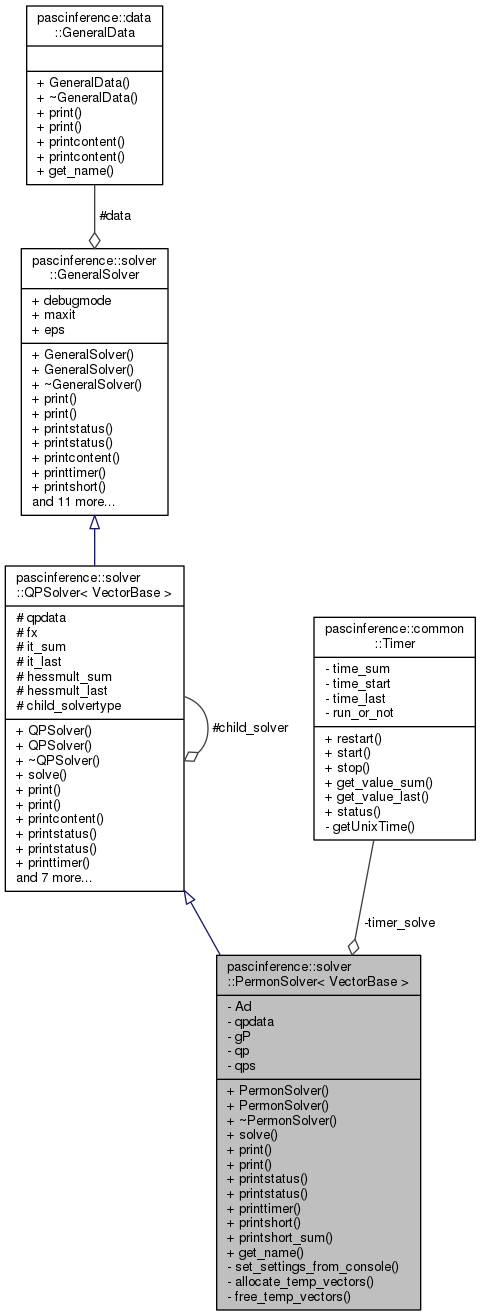 pascinference::data
::GeneralData
+ GeneralData()
+ ~GeneralData()
+ print()
+ print()
+ printcontent()
+ printcontent()
+ get_name()
#data
pascinference::solver
::GeneralSolver
+ debugmode
+ maxit
+ eps
+ GeneralSolver()
+ GeneralSolver()
+ ~GeneralSolver()
+ print()
+ print()
+ printstatus()
+ printstatus()
+ printcontent()
+ printtimer()
+ printshort()
and 11 more...
pascinference::solver
::QPSolver< VectorBase >
# qpdata
# fx
# it_sum
# it_last
# hessmult_sum
# hessmult_last
# child_solvertype
+ QPSolver()
+ QPSolver()
+ ~QPSolver()
+ solve()
+ print()
+ print()
+ printcontent()
+ printstatus()
+ printstatus()
+ printtimer()
and 7 more...
#child_solver
pascinference::common
::Timer
- time_sum
- time_start
- time_last
- run_or_not
+ restart()
+ start()
+ stop()
+ get_value_sum()
+ get_value_last()
+ status()
- getUnixTime()
-timer_solve
pascinference::solver
::PermonSolver< VectorBase >
- Ad
- qpdata
- gP
- qp
- qps
+ PermonSolver()
+ PermonSolver()
+ ~PermonSolver()
+ solve()
+ print()
+ print()
+ printstatus()
+ printstatus()
+ printtimer()
+ printshort()
+ printshort_sum()
+ get_name()
- set_settings_from_console()
- allocate_temp_vectors()
- free_temp_vectors()